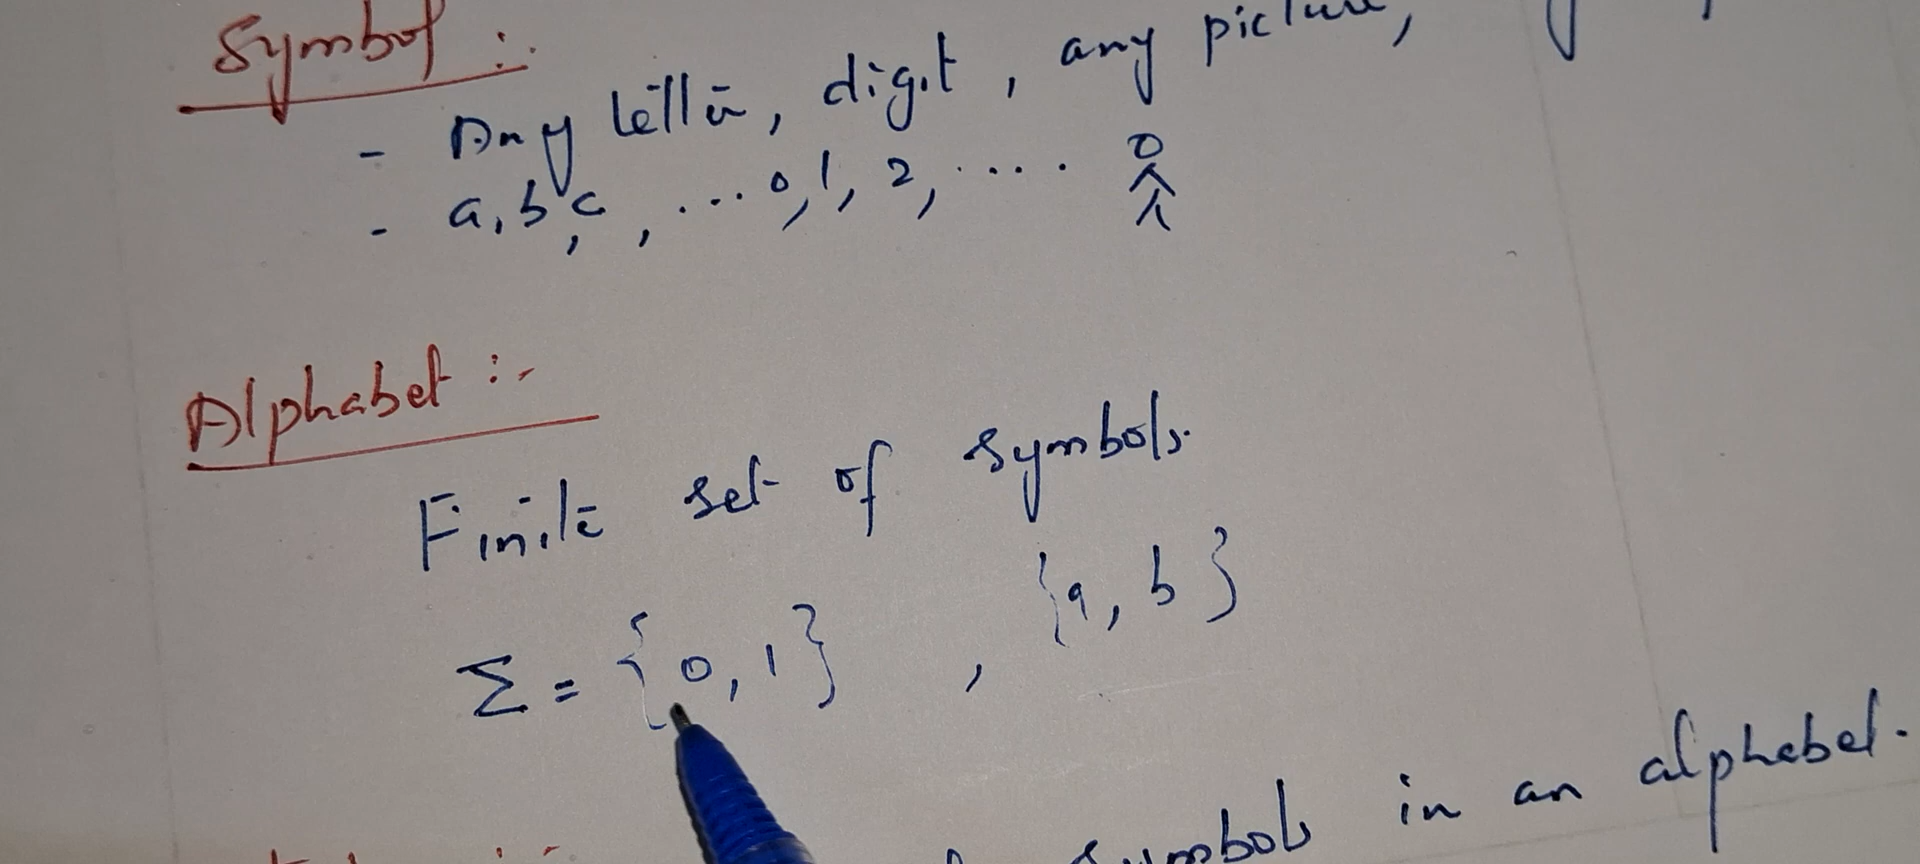 Symbol :-
- Any letter, digit, any picture,
- a, b, c, ... 0, 1, 2, ....
Alphabet :-
Finite set of symbols.
Σ = {0, 1} , {a, b}
symbols in an alphabet.